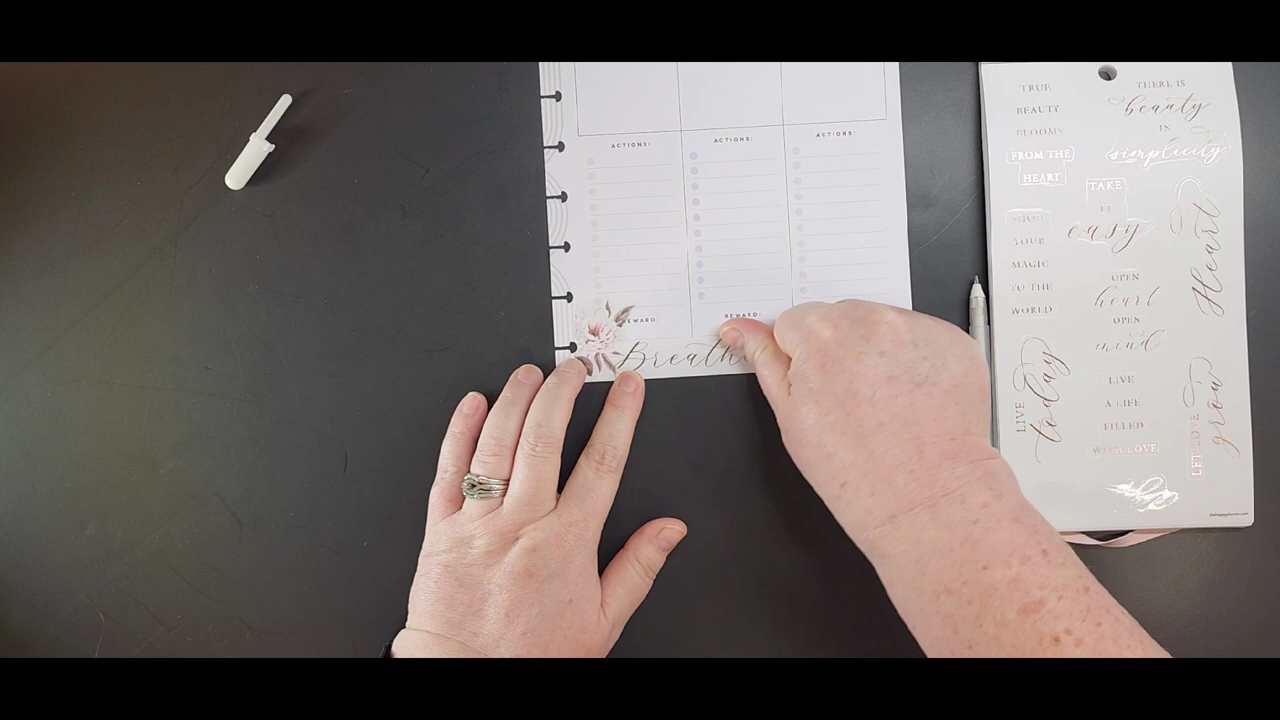 ACTIONS:
ACTIONS:
ACTIONS:
REWARD:
REWARD:
Breathe
TRUE
BEAUTY
BLOOMS
FROM THE
HEART
THERE IS
beauty
IN
simplicity
TAKE
IT
easy
Heart
YOUR
MAGIC
TO THE
WORLD
OPEN
heart
OPEN
mind
LIVE
today
LIVE
A LIFE
FILLED
WITH LOVE
LET LOVE
grow